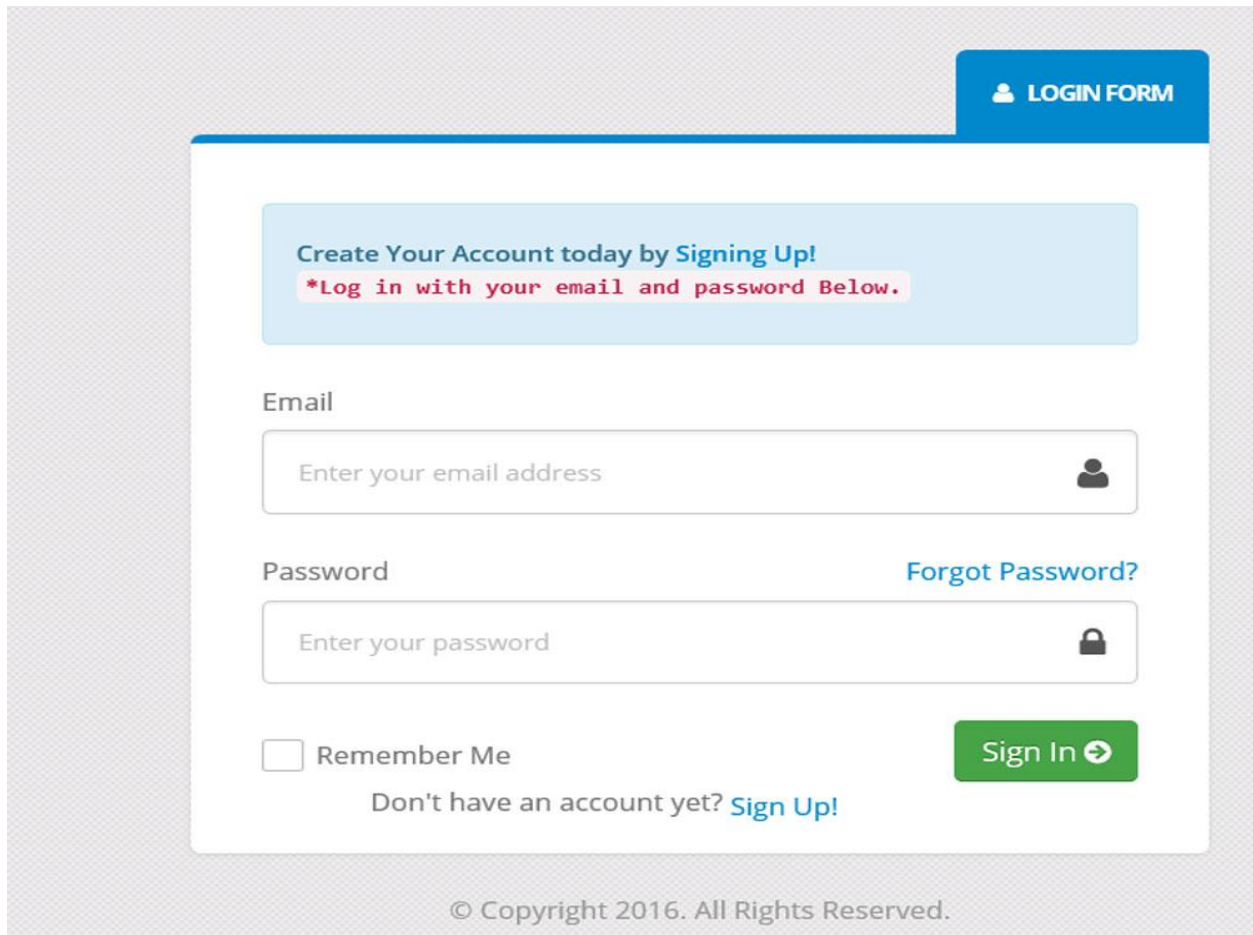 LOGIN FORM
Create Your Account today by Signing Up!
*Log in with your email and password Below.
Email
Enter your email address
Password Forgot Password?
Enter your password
Remember Me Sign In
Don't have an account yet? Sign Up!
© Copyright 2016. All Rights Reserved.